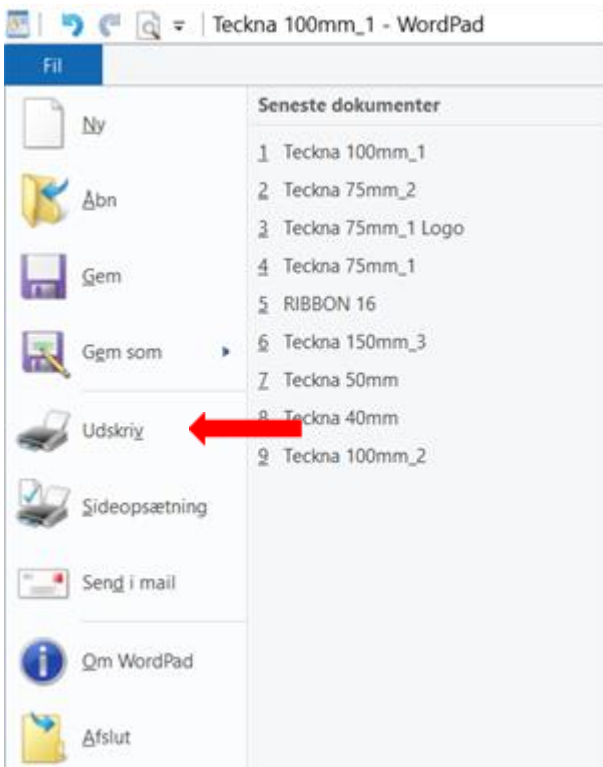 Teckna 100mm_1 - WordPad
Fil
Ny
Åbn
Gem
Gem som
Udskriv
Sideopsætning
Send i mail
Om WordPad
Afslut
Seneste dokumenter
1 Teckna 100mm_1
2 Teckna 75mm_2
3 Teckna 75mm_1 Logo
4 Teckna 75mm_1
5 RIBBON 16
6 Teckna 150mm_3
7 Teckna 50mm
8 Teckna 40mm
9 Teckna 100mm_2